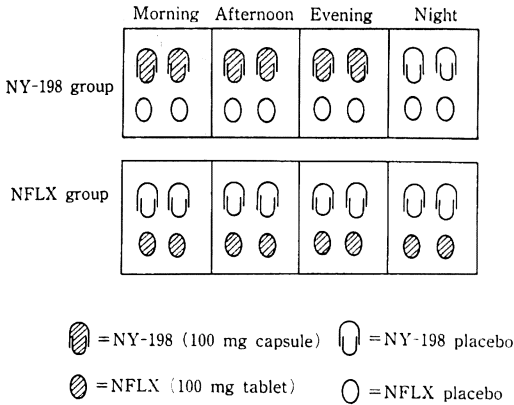 Morning Afternoon Evening Night
NY-198 group
NFLX group
=NY-198 (100 mg capsule) =NY-198 placebo
=NFLX (100 mg tablet) =NFLX placebo